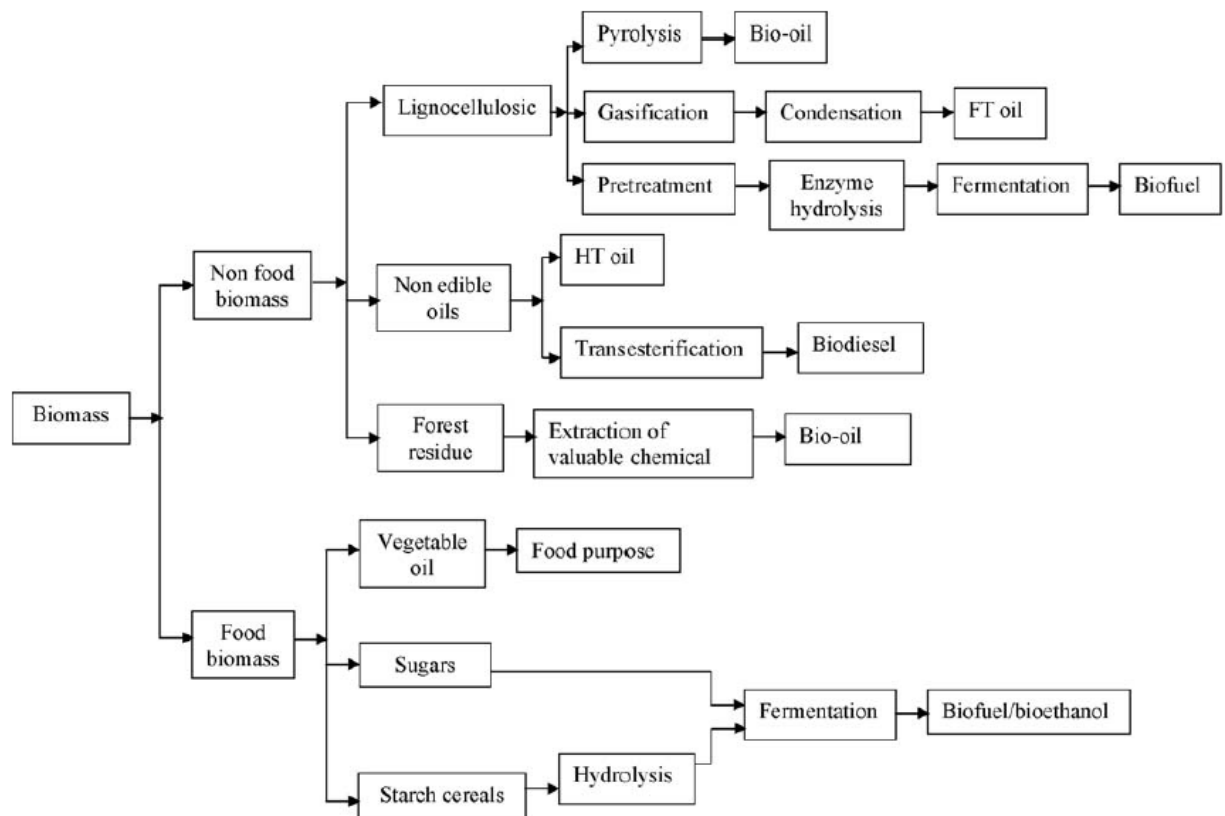 Pyrolysis
Bio-oil
Lignocellulosic
Gasification
Condensation
FT oil
Pretreatment
Enzyme
hydrolysis
Fermentation
Biofuel
Non food
biomass
Non edible
oils
HT oil
Transesterification
Biodiesel
Biomass
Forest
residue
Extraction of
valuable chemical
Bio-oil
Vegetable
oil
Food purpose
Food
biomass
Sugars
Fermentation
Biofuel/bioethanol
Starch cereals
Hydrolysis